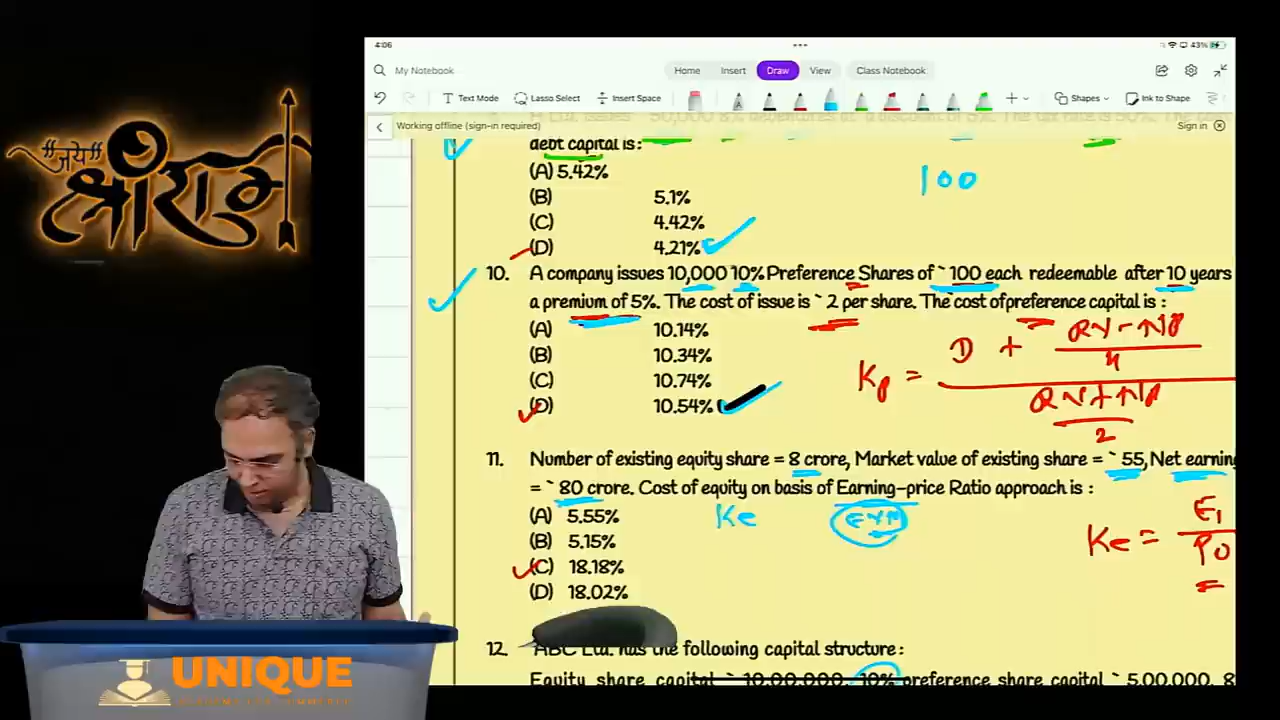 "जय"
श्रीराम
4:06
43%
My Notebook
Home Insert Draw View Class Notebook
Text Mode Lasso Select Insert Space Shapes Ink to Shape
Working offline (sign-in required) Sign in
debt capital is:
(A) 5.42%
100
(B) 5.1%
(C) 4.42%
(D) 4.21%
10. A company issues 10,000 10% Preference Shares of ` 100 each redeemable after 10 years
a premium of 5%. The cost of issue is ` 2 per share. The cost of preference capital is :
(A) 10.14%
(B) 10.34%
(C) 10.74%
(D) 10.54%
Kp = D + RV - NP / n
RV + NP / 2
11. Number of existing equity share = 8 crore, Market value of existing share = ` 55, Net earning
= ` 80 crore. Cost of equity on basis of Earning-price Ratio approach is :
(A) 5.55% Ke EYM
(B) 5.15%
(C) 18.18%
(D) 18.02%
Ke = E1 / P0
12. ABC Ltd. has the following capital structure :
Equity share capital ` 10,00,000, 10% preference share capital ` 5,00,000, 8
UNIQUE